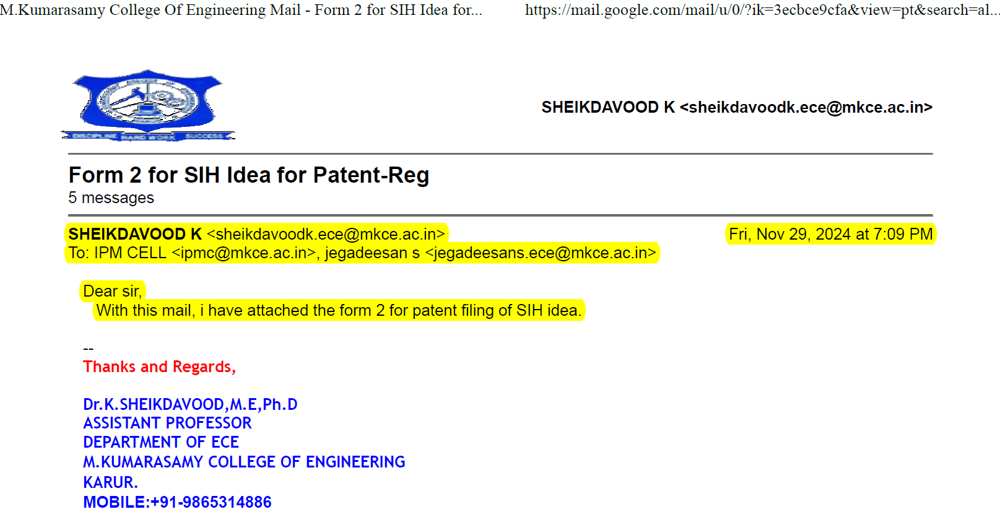 M.Kumarasamy College Of Engineering Mail - Form 2 for SIH Idea for...
https://mail.google.com/mail/u/0/?ik=3ecbce9cfa&view=pt&search=al...
DISCIPLINE HARD WORK SUCCESS
SHEIKDAVOOD K <sheikdavoodk.ece@mkce.ac.in>
Form 2 for SIH Idea for Patent-Reg
5 messages
SHEIKDAVOOD K <sheikdavoodk.ece@mkce.ac.in>
Fri, Nov 29, 2024 at 7:09 PM
To: IPM CELL <ipmc@mkce.ac.in>, jegadeesan s <jegadeesans.ece@mkce.ac.in>
Dear sir,
With this mail, i have attached the form 2 for patent filing of SIH idea.
--
Thanks and Regards,
Dr.K.SHEIKDAVOOD,M.E,Ph.D
ASSISTANT PROFESSOR
DEPARTMENT OF ECE
M.KUMARASAMY COLLEGE OF ENGINEERING
KARUR.
MOBILE:+91-9865314886